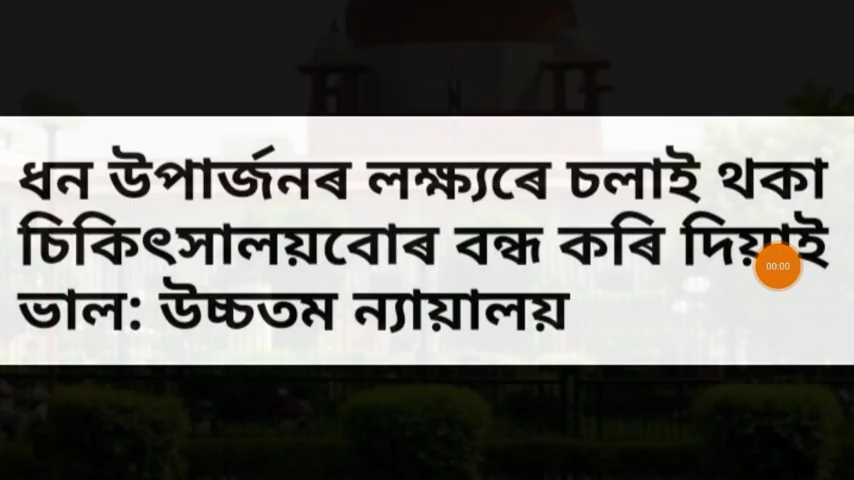 ধন উপাৰ্জনৰ লক্ষ্যৰে চলাই থকা
চিকিৎসালয়বোৰ বন্ধ কৰি দিয়াই
ভাল: উচ্চতম ন্যায়ালয়
00:00